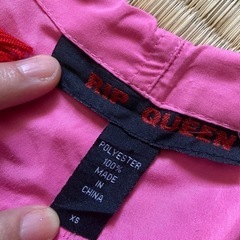 RIP QUEEN
POLYESTER
100%
MADE IN
CHINA
XS